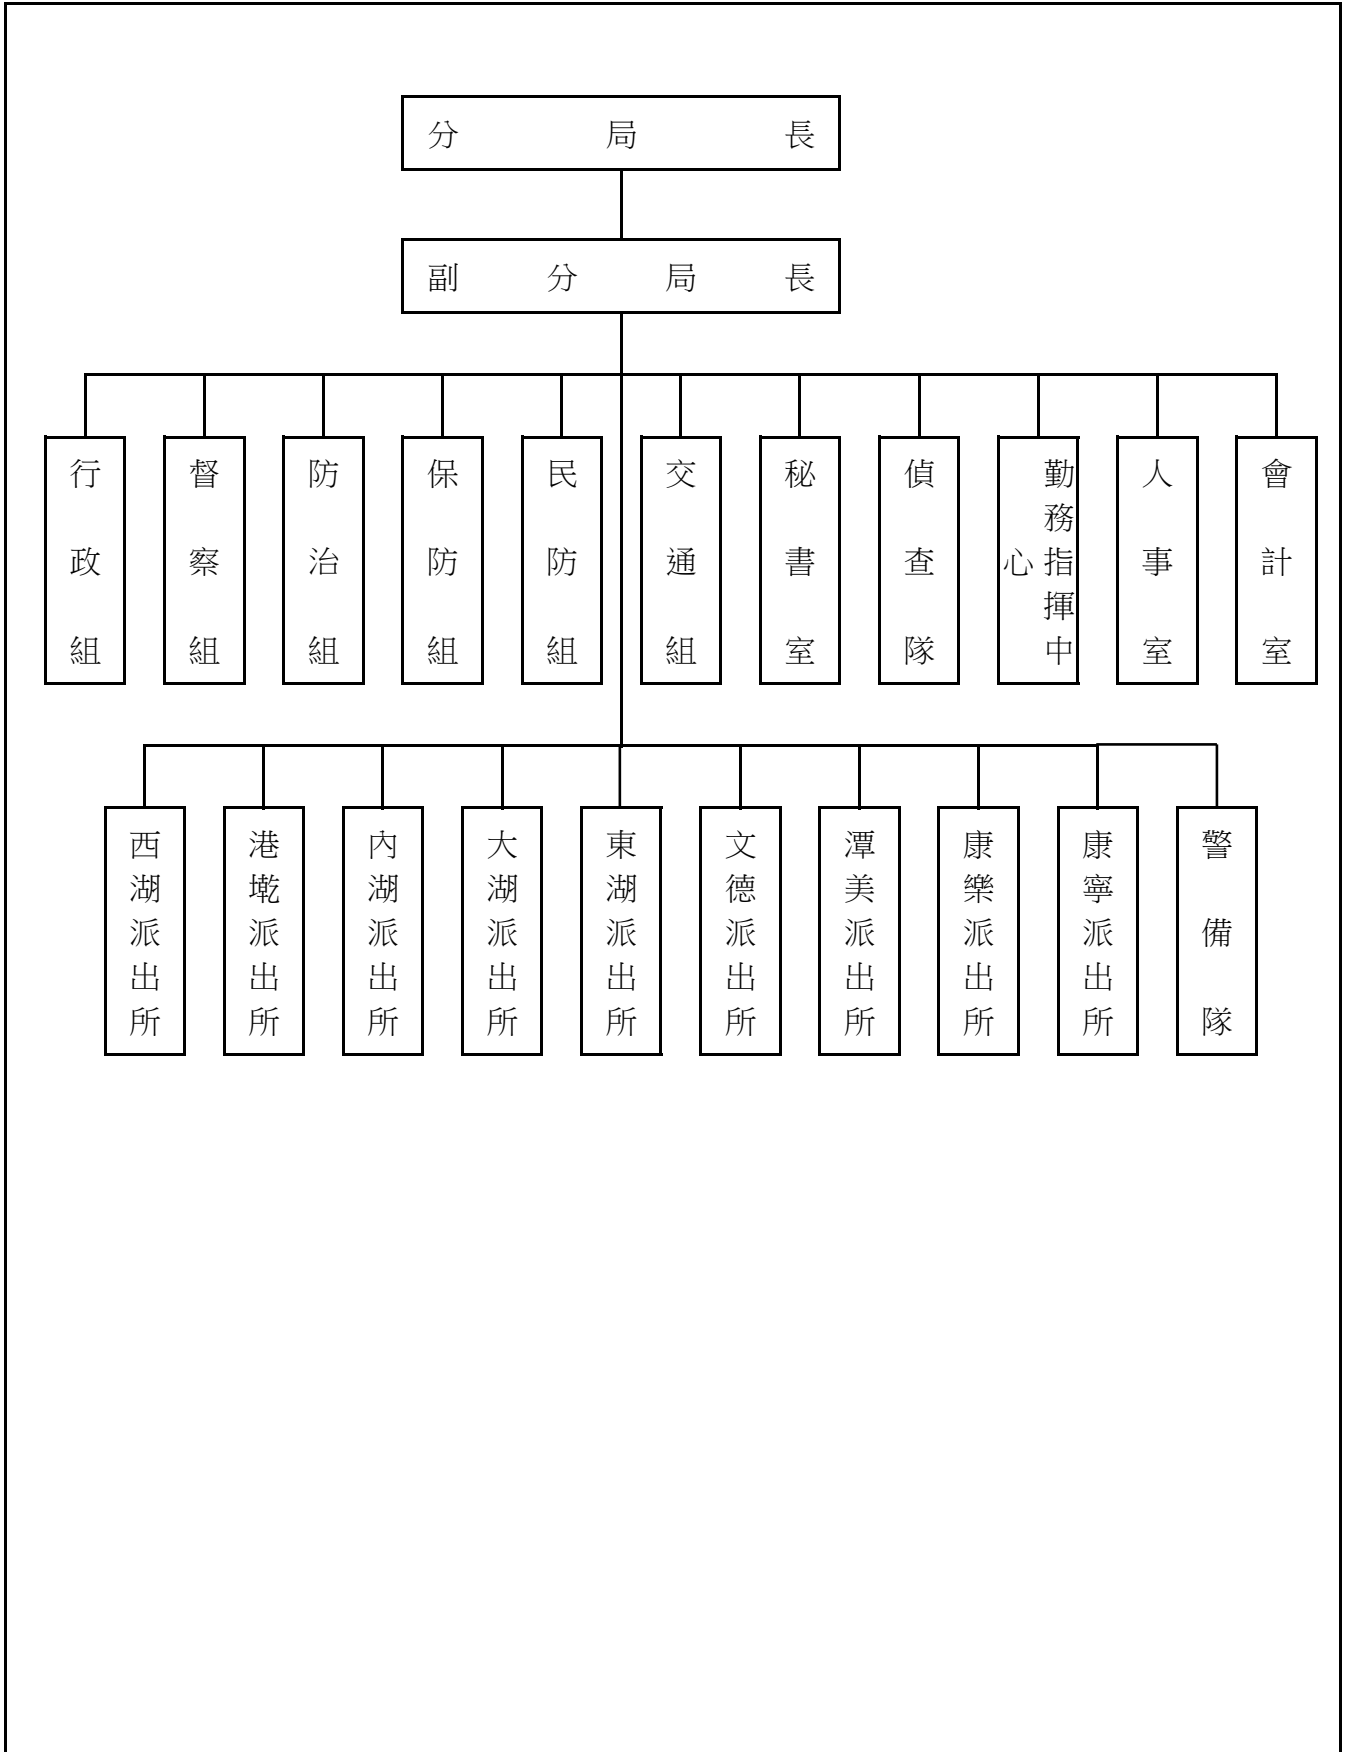 分局長
副分局長
行政組
督察組
防治組
保防組
民防組
交通組
秘書室
偵查隊
勤務指揮中
心
人事室
會計室
西湖派出所
港墘派出所
內湖派出所
大湖派出所
東湖派出所
文德派出所
潭美派出所
康樂派出所
康寧派出所
警備隊